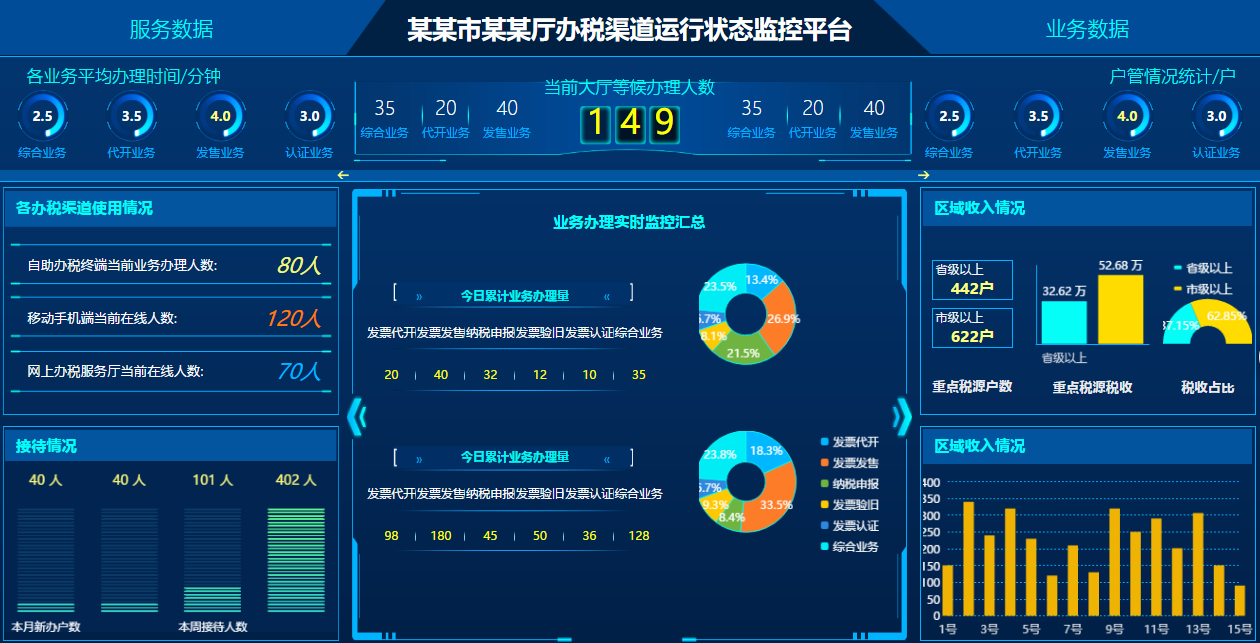 服务数据
某某市某某厅办税渠道运行状态监控平台
业务数据
各业务平均办理时间/分钟
2.5 3.5 4.0 3.0
综合业务 代开业务 发售业务 认证业务
当前大厅等候办理人数
35 20 40
综合业务 代开业务 发售业务
1 4 9
35 20 40
综合业务 代开业务 发售业务
户管情况统计/户
2.5 3.5 4.0 3.0
综合业务 代开业务 发售业务 认证业务
各办税渠道使用情况
自助办税终端当前业务办理人数: 80人
移动手机端当前在线人数: 120人
网上办税服务厅当前在线人数: 70人
接待情况
40 人 40 人 101 人 402 人
本月新办户数 本周接待人数
业务办理实时监控汇总
[ » 今日累计业务办理量 « ]
发票代开发票发售纳税申报发票验旧发票认证综合业务
20 40 32 12 10 35
13.4%
26.9%
21.5%
8.1%
6.7%
23.5%
[ » 今日累计业务办理量 « ]
发票代开发票发售纳税申报发票验旧发票认证综合业务
98 180 45 50 36 128
18.3%
33.5%
8.4%
9.3%
6.7%
23.8%
发票代开
发票发售
纳税申报
发票验旧
发票认证
综合业务
区域收入情况
省级以上
442户
市级以上
622户
重点税源户数
32.62 万
52.68 万
省级以上
重点税源税收
省级以上
市级以上
37.15%
62.85%
税收占比
区域收入情况
400
350
300
250
200
150
100
50
0
1号 3号 5号 7号 9号 11号 13号 15号